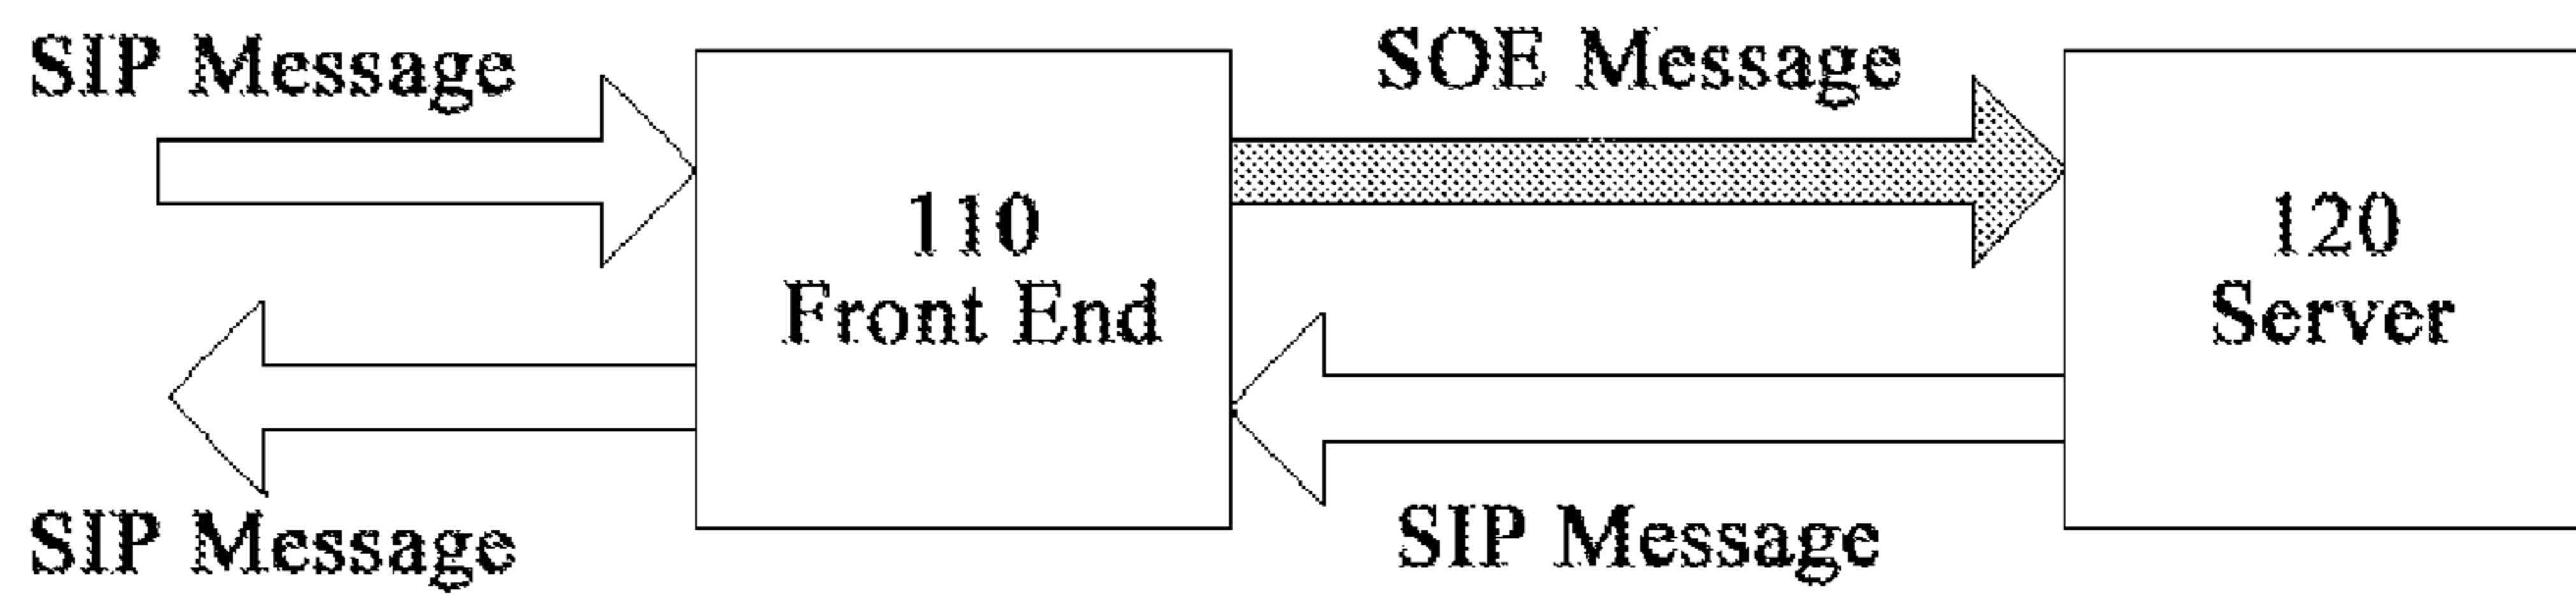 SIP Message
SOE Message
110
Front End
120
Server
SIP Message
SIP Message